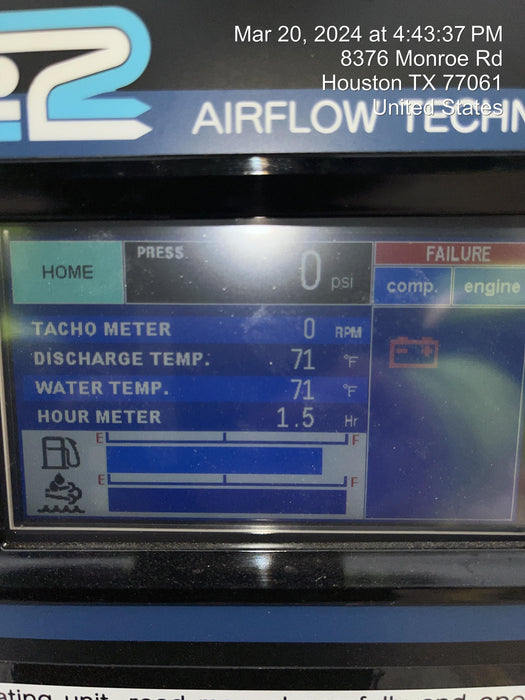 Mar 20, 2024 at 4:43:37 PM
8376 Monroe Rd
Houston TX 77061
United States
AIRFLOW TECHN
HOME
PRESS.
0 psi
FAILURE
comp. engine
TACHO METER 0 RPM
DISCHARGE TEMP. 71 °F
WATER TEMP. 71 °F
HOUR METER 1.5 Hr
E F
E F